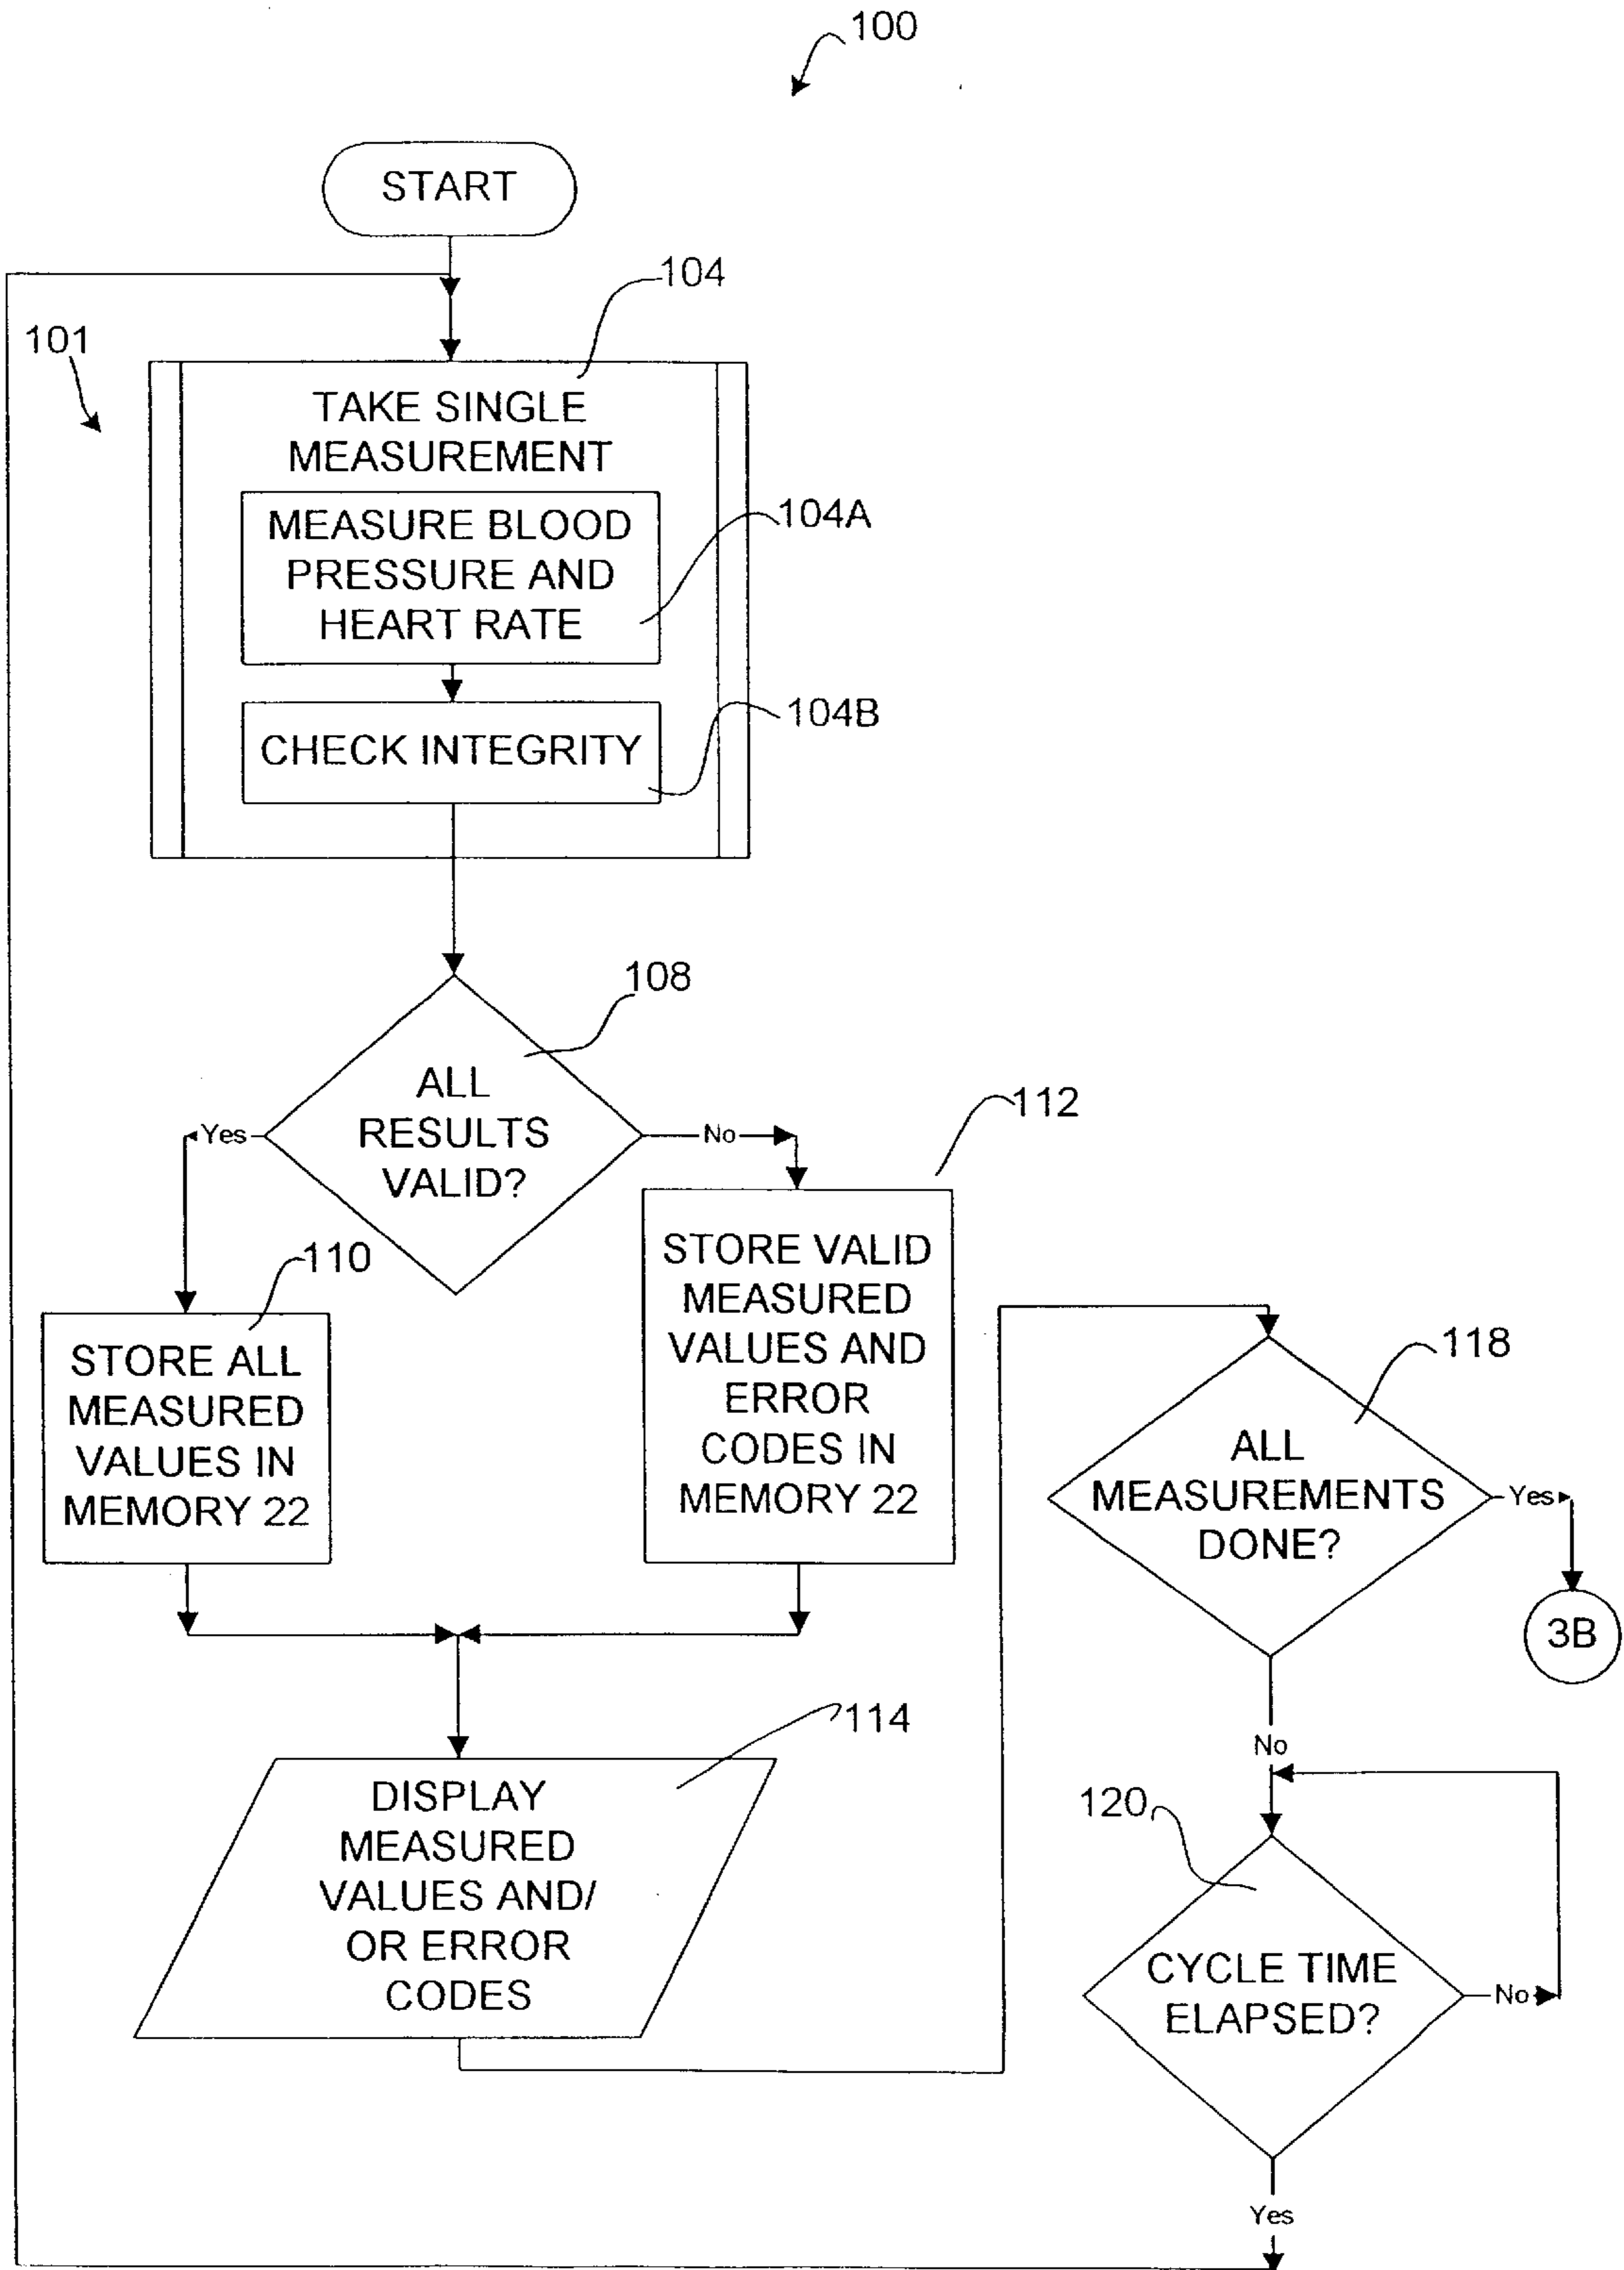 100
START
104
101
TAKE SINGLE
MEASUREMENT
MEASURE BLOOD
PRESSURE AND
HEART RATE
104A
CHECK INTEGRITY
104B
108
ALL
RESULTS
VALID?
Yes
No
112
110
STORE ALL
MEASURED
VALUES IN
MEMORY 22
STORE VALID
MEASURED
VALUES AND
ERROR
CODES IN
MEMORY 22
114
DISPLAY
MEASURED
VALUES AND/
OR ERROR
CODES
118
ALL
MEASUREMENTS
DONE?
Yes
3B
No
120
CYCLE TIME
ELAPSED?
No
Yes